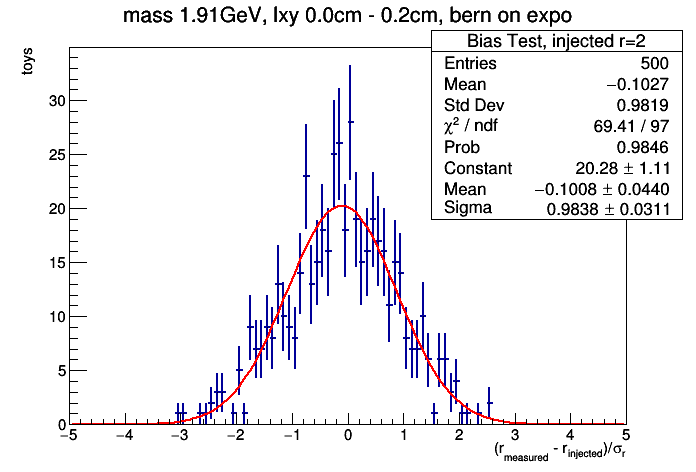 mass 1.91GeV, lxy 0.0cm - 0.2cm, bern on expo
Bias Test, injected r=2
Entries 500
Mean −0.1027
Std Dev 0.9819
χ² / ndf 69.41 / 97
Prob 0.9846
Constant 20.28 ± 1.11
Mean −0.1008 ± 0.0440
Sigma 0.9838 ± 0.0311
toys
30
25
20
15
10
5
0
−5 −4 −3 −2 −1 0 1 2 3 4 5
(r_measured - r_injected)/σ_r